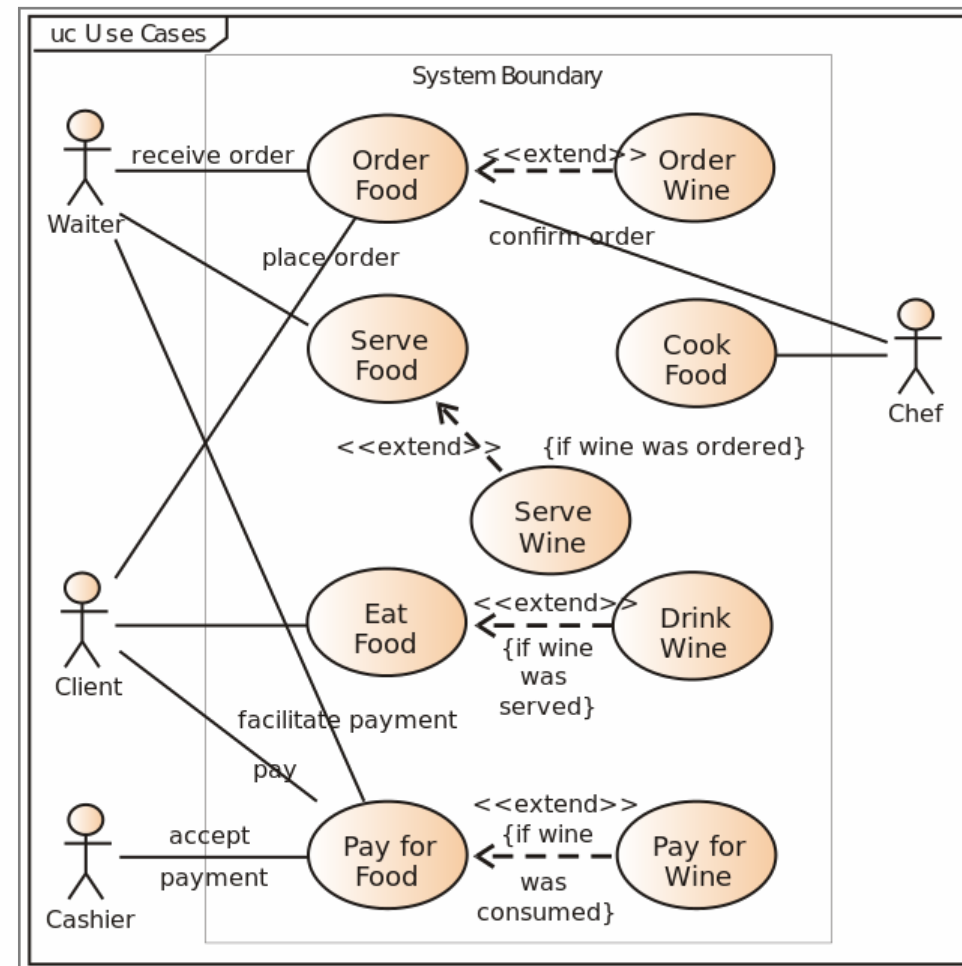 uc Use Cases
System Boundary
receive order
Order
Food
<<extend>>
Order
Wine
Waiter
place order
confirm order
Serve
Food
Cook
Food
Chef
<<extend>>
{if wine was ordered}
Serve
Wine
Client
Eat
Food
<<extend>>
{if wine
was
served}
Drink
Wine
facilitate payment
pay
accept
payment
Cashier
Pay for
Food
<<extend>>
{if wine
was
consumed}
Pay for
Wine